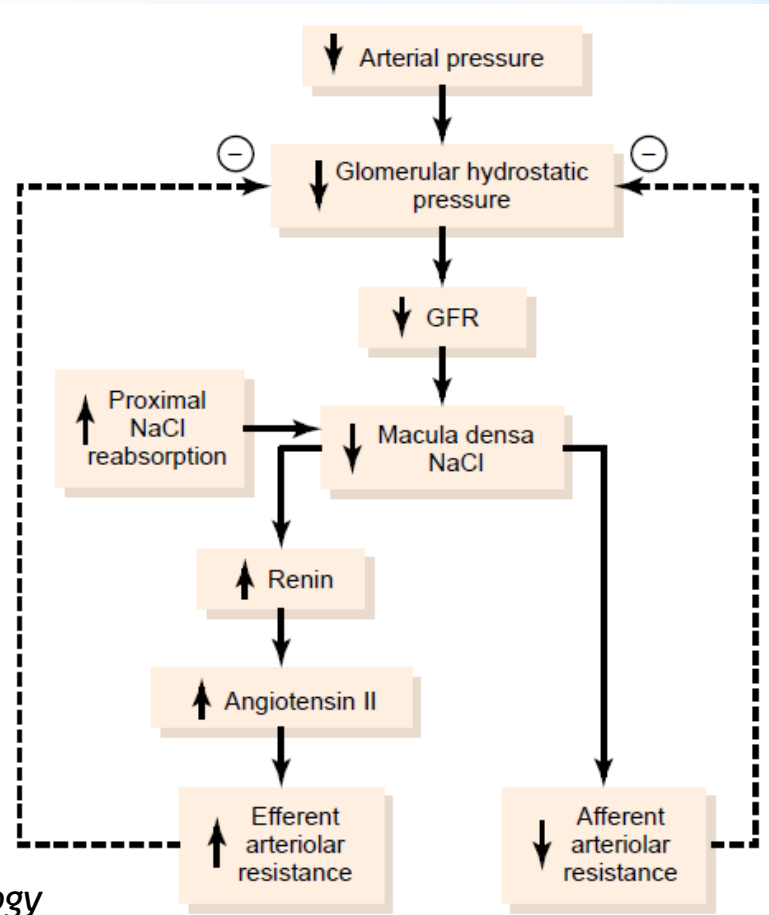 Arterial pressure
−
−
Glomerular hydrostatic
pressure
GFR
Proximal
NaCl
reabsorption
Macula densa
NaCl
Renin
Angiotensin II
Efferent
arteriolar
resistance
Afferent
arteriolar
resistance
ogy